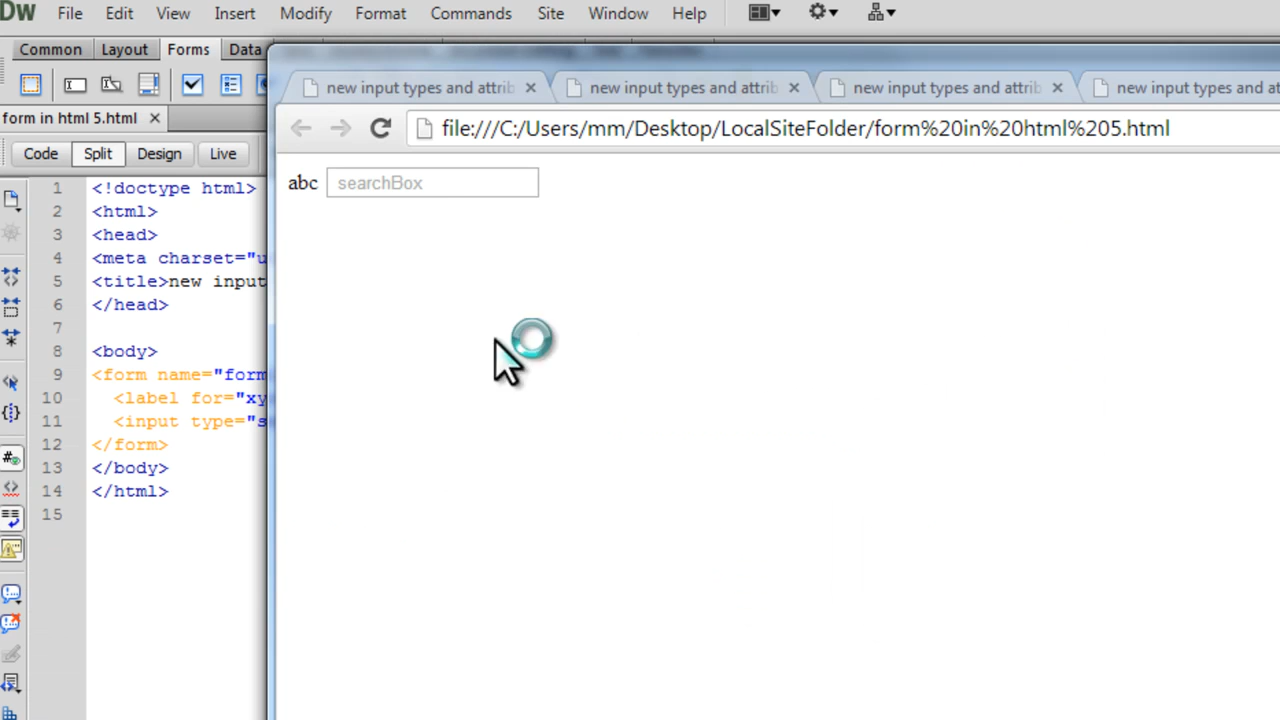 DW File Edit View Insert Modify Format Commands Site Window Help
Common Layout Forms Data
new input types and attrib new input types and attrib new input types and attrib new input types and at
form in html 5.html
file:///C:/Users/mm/Desktop/LocalSiteFolder/form%20in%20html%205.html
Code Split Design Live
abc searchBox
1 <!doctype html>
2 <html>
3 <head>
4 <meta charset="u
5 <title>new input
6 </head>
7
8 <body>
9 <form name="form
10 <label for="xy
11 <input type="s
12 </form>
13 </body>
14 </html>
15